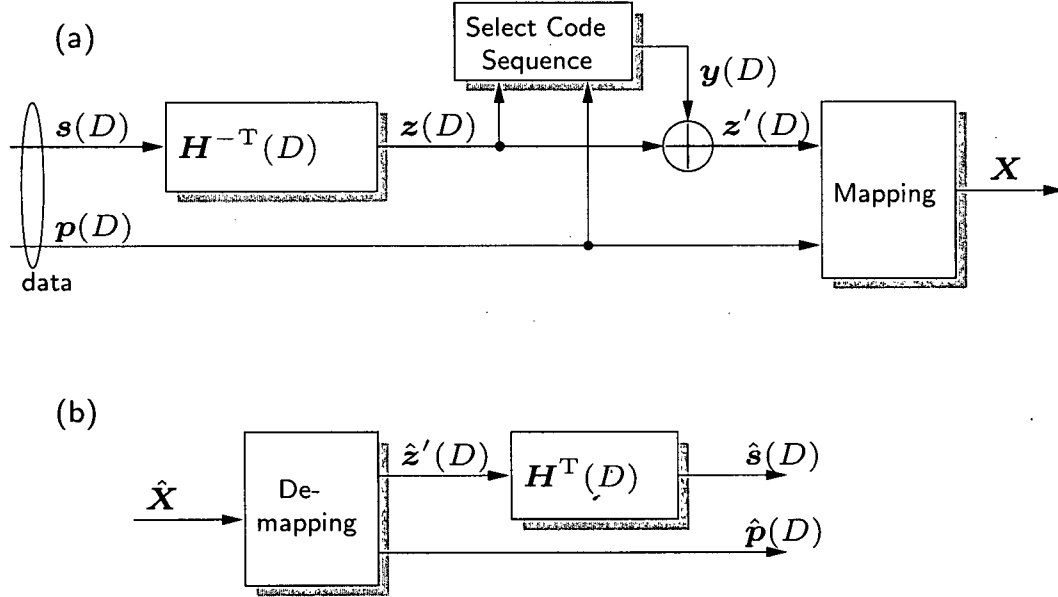 (a)
Select Code
Sequence
y(D)
s(D)
H^{-T}(D)
z(D)
z'(D)
Mapping
X
p(D)
data
(b)
X̂
De-
mapping
ẑ'(D)
H^T(D)
ŝ(D)
p̂(D)